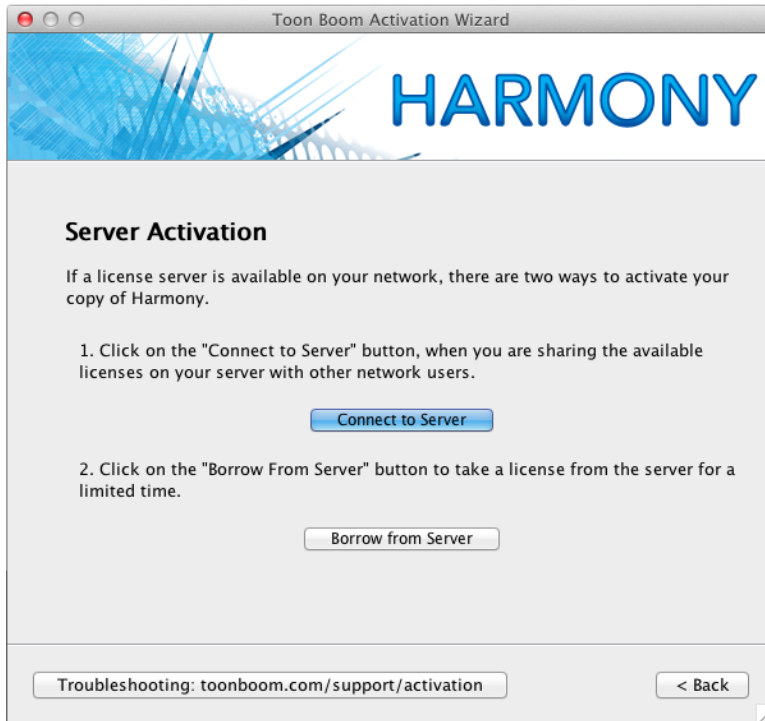 Toon Boom Activation Wizard
HARMONY
Server Activation
If a license server is available on your network, there are two ways to activate your
copy of Harmony.
1. Click on the "Connect to Server" button, when you are sharing the available
licenses on your server with other network users.
Connect to Server
2. Click on the "Borrow From Server" button to take a license from the server for a
limited time.
Borrow from Server
Troubleshooting: toonboom.com/support/activation
< Back